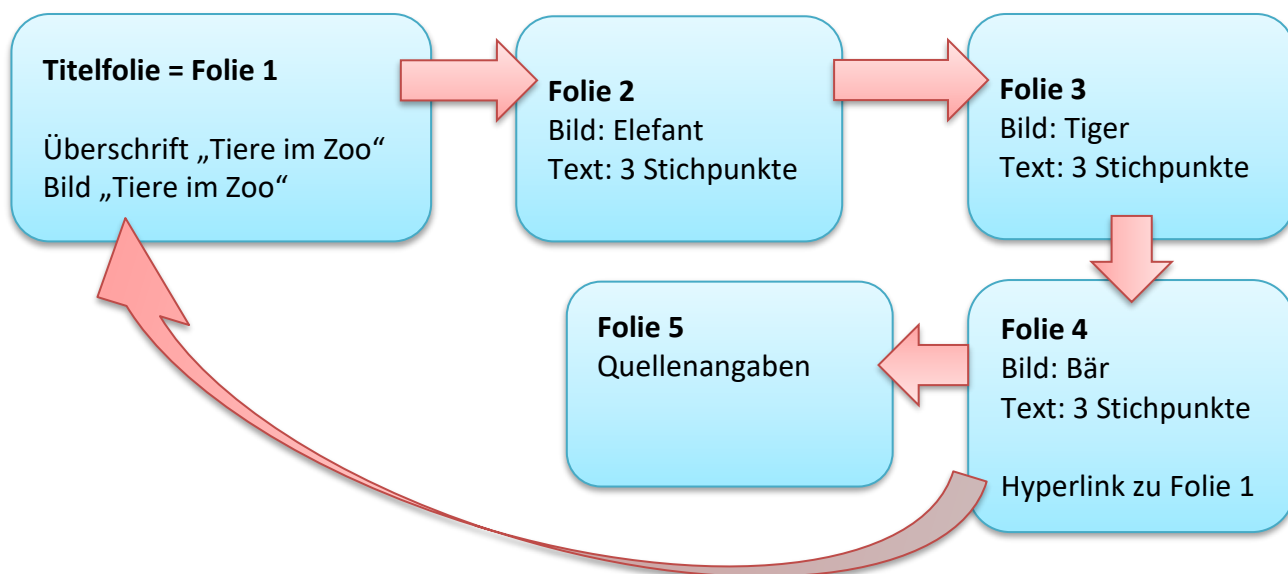 Titelfolie = Folie 1
Überschrift „Tiere im Zoo“
Bild „Tiere im Zoo“
Folie 2
Bild: Elefant
Text: 3 Stichpunkte
Folie 3
Bild: Tiger
Text: 3 Stichpunkte
Folie 4
Bild: Bär
Text: 3 Stichpunkte
Hyperlink zu Folie 1
Folie 5
Quellenangaben